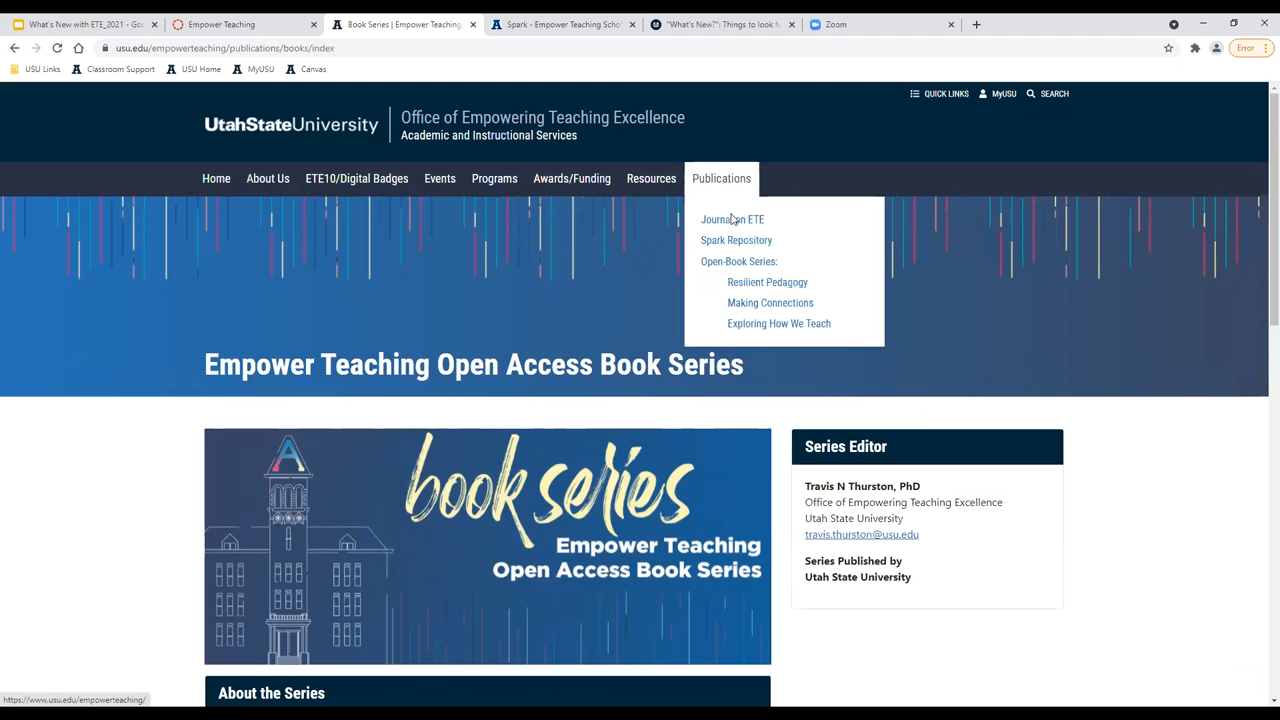 What's New with ETE_2021 - Goo
Empower Teaching
Book Series | Empower Teaching
Spark - Empower Teaching Scho
"What's New?": Things to look fo
Zoom
usu.edu/empowerteaching/publications/books/index
Error
USU Links
Classroom Support
USU Home
MyUSU
Canvas
QUICK LINKS
MyUSU
SEARCH
UtahStateUniversity
Office of Empowering Teaching Excellence
Academic and Instructional Services
Home
About Us
ETE10/Digital Badges
Events
Programs
Awards/Funding
Resources
Publications
Journal on ETE
Spark Repository
Open-Book Series:
Resilient Pedagogy
Making Connections
Exploring How We Teach
Empower Teaching Open Access Book Series
A
book series
Empower Teaching
Open Access Book Series
Series Editor
Travis N Thurston, PhD
Office of Empowering Teaching Excellence
Utah State University
travis.thurston@usu.edu
Series Published by
Utah State University
About the Series
https://www.usu.edu/empowerteaching/